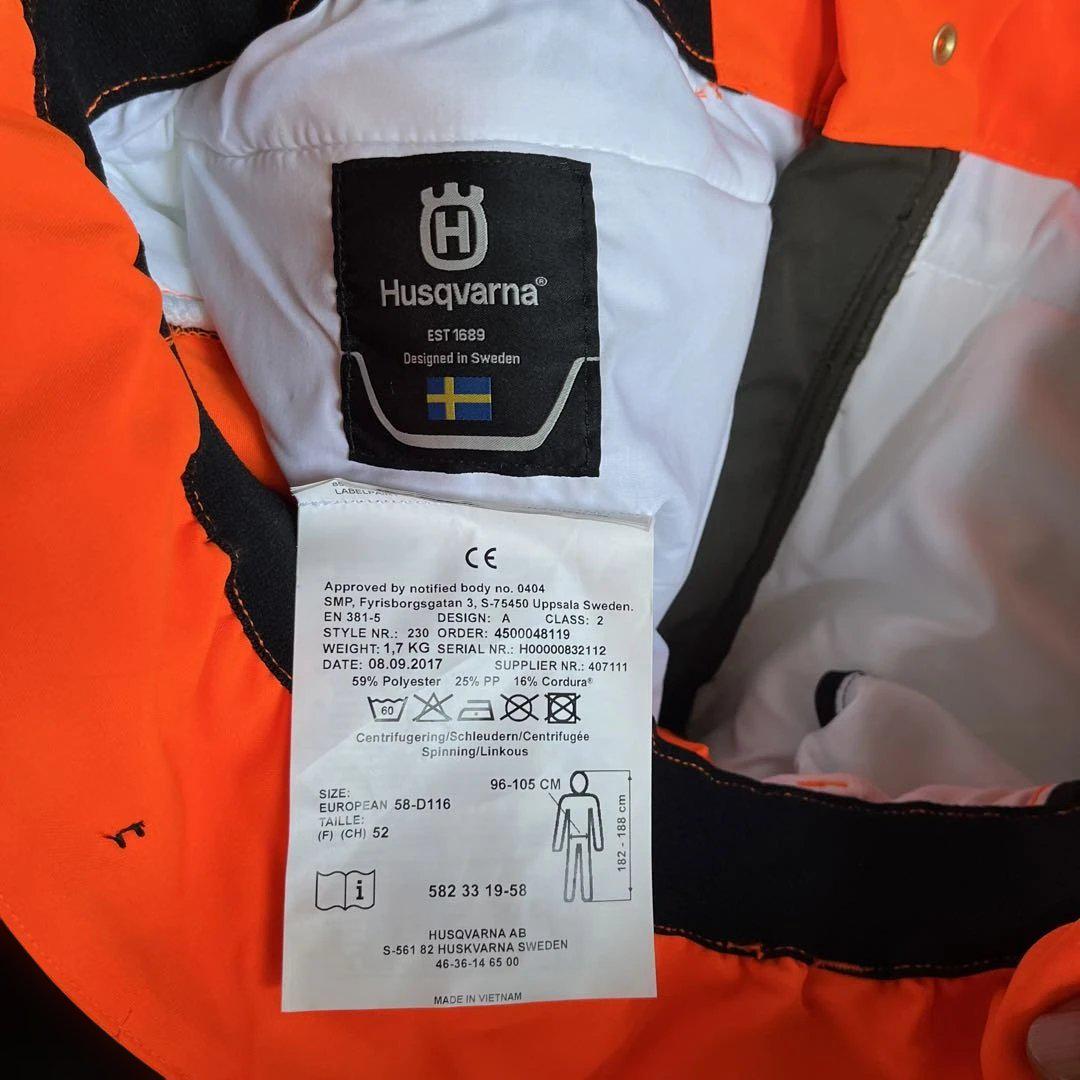 H
Husqvarna®
EST 1689
Designed in Sweden
CE
Approved by notified body no. 0404
SMP, Fyrisborgsgatan 3, S-75450 Uppsala Sweden.
EN 381-5 DESIGN: A CLASS: 2
STYLE NR.: 230 ORDER: 4500048119
WEIGHT: 1,7 KG SERIAL NR.: H00000832112
DATE: 08.09.2017 SUPPLIER NR.: 407111
59% Polyester 25% PP 16% Cordura®
60
Centrifugering/Schleudern/Centrifugée
Spinning/Linkous
96-105 CM
SIZE:
EUROPEAN 58-D116
TAILLE:
(F) (CH) 52
182 - 188 cm
i
582 33 19-58
HUSQVARNA AB
S-561 82 HUSKVARNA SWEDEN
46-36-14 65 00
MADE IN VIETNAM